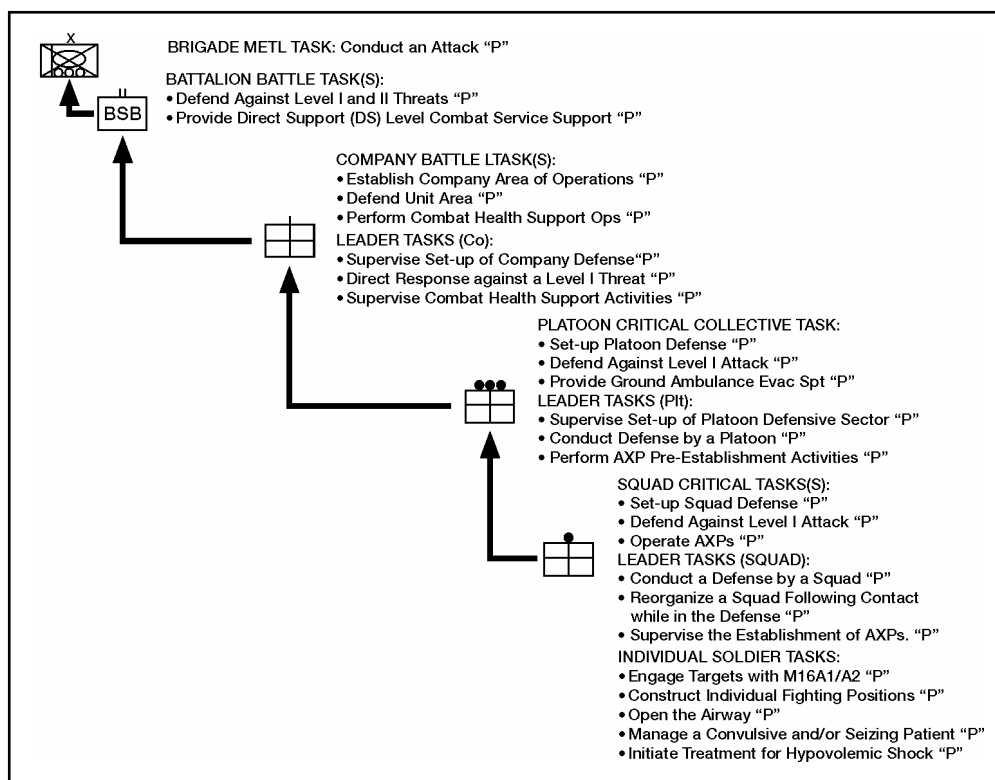 X
BRIGADE METL TASK: Conduct an Attack “P”
BATTALION BATTLE TASK(S):
• Defend Against Level I and II Threats “P”
• Provide Direct Support (DS) Level Combat Service Support “P”
II
BSB
COMPANY BATTLE LTASK(S):
• Establish Company Area of Operations “P”
• Defend Unit Area “P”
• Perform Combat Health Support Ops “P”
LEADER TASKS (Co):
• Supervise Set-up of Company Defense“P”
• Direct Response against a Level I Threat “P”
• Supervise Combat Health Support Activities “P”
PLATOON CRITICAL COLLECTIVE TASK:
• Set-up Platoon Defense “P”
• Defend Against Level I Attack “P”
• Provide Ground Ambulance Evac Spt “P”
LEADER TASKS (Plt):
• Supervise Set-up of Platoon Defensive Sector “P”
• Conduct Defense by a Platoon “P”
• Perform AXP Pre-Establishment Activities “P”
SQUAD CRITICAL TASKS(S):
• Set-up Squad Defense “P”
• Defend Against Level I Attack “P”
• Operate AXPs “P”
LEADER TASKS (SQUAD):
• Conduct a Defense by a Squad “P”
• Reorganize a Squad Following Contact
while in the Defense “P”
• Supervise the Establishment of AXPs. “P”
INDIVIDUAL SOLDIER TASKS:
• Engage Targets with M16A1/A2 “P”
• Construct Individual Fighting Positions “P”
• Open the Airway “P”
• Manage a Convulsive and/or Seizing Patient “P”
• Initiate Treatment for Hypovolemic Shock “P”